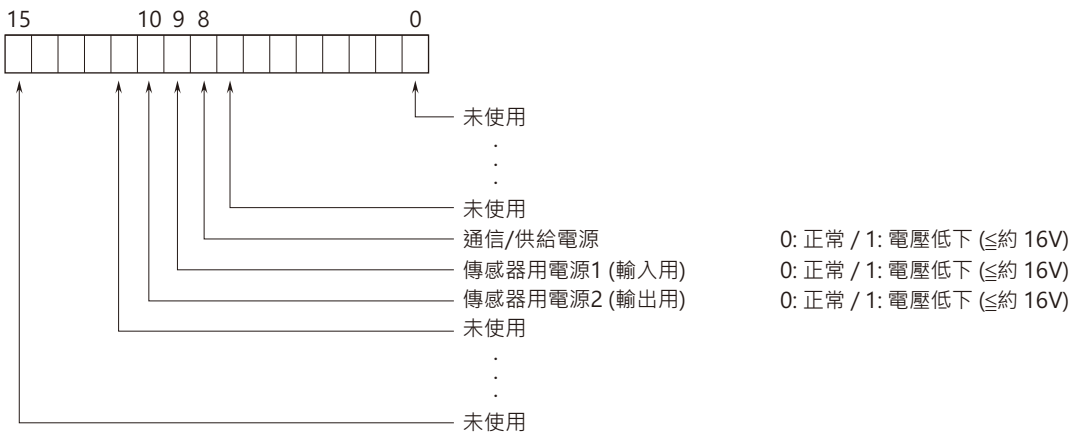 15 10 9 8 0
未使用
.
.
.
未使用
通信/供給電源 0: 正常 / 1: 電壓低下 (≦約 16V)
傳感器用電源1 (輸入用) 0: 正常 / 1: 電壓低下 (≦約 16V)
傳感器用電源2 (輸出用) 0: 正常 / 1: 電壓低下 (≦約 16V)
未使用
.
.
.
未使用